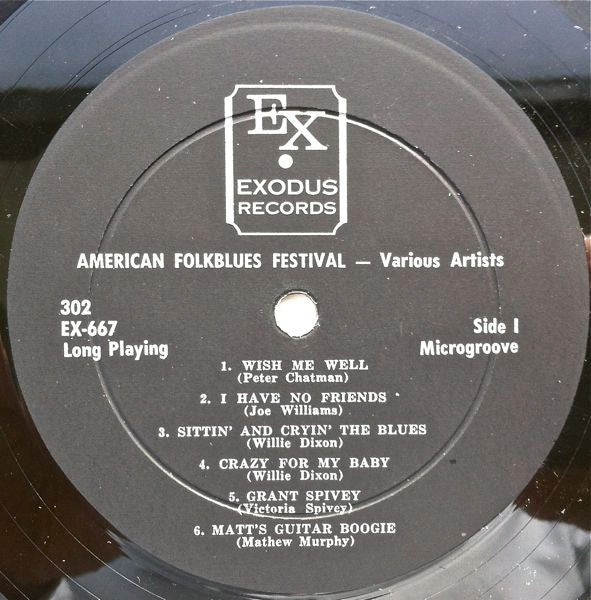 EX
EXODUS
RECORDS
AMERICAN FOLKBLUES FESTIVAL — Various Artists
302
EX-667
Long Playing
Side I
Microgroove
1. WISH ME WELL
(Peter Chatman)
2. I HAVE NO FRIENDS
(Joe Williams)
3. SITTIN' AND CRYIN' THE BLUES
(Willie Dixon)
4. CRAZY FOR MY BABY
(Willie Dixon)
5. GRANT SPIVEY
(Victoria Spivey)
6. MATT'S GUITAR BOOGIE
(Mathew Murphy)